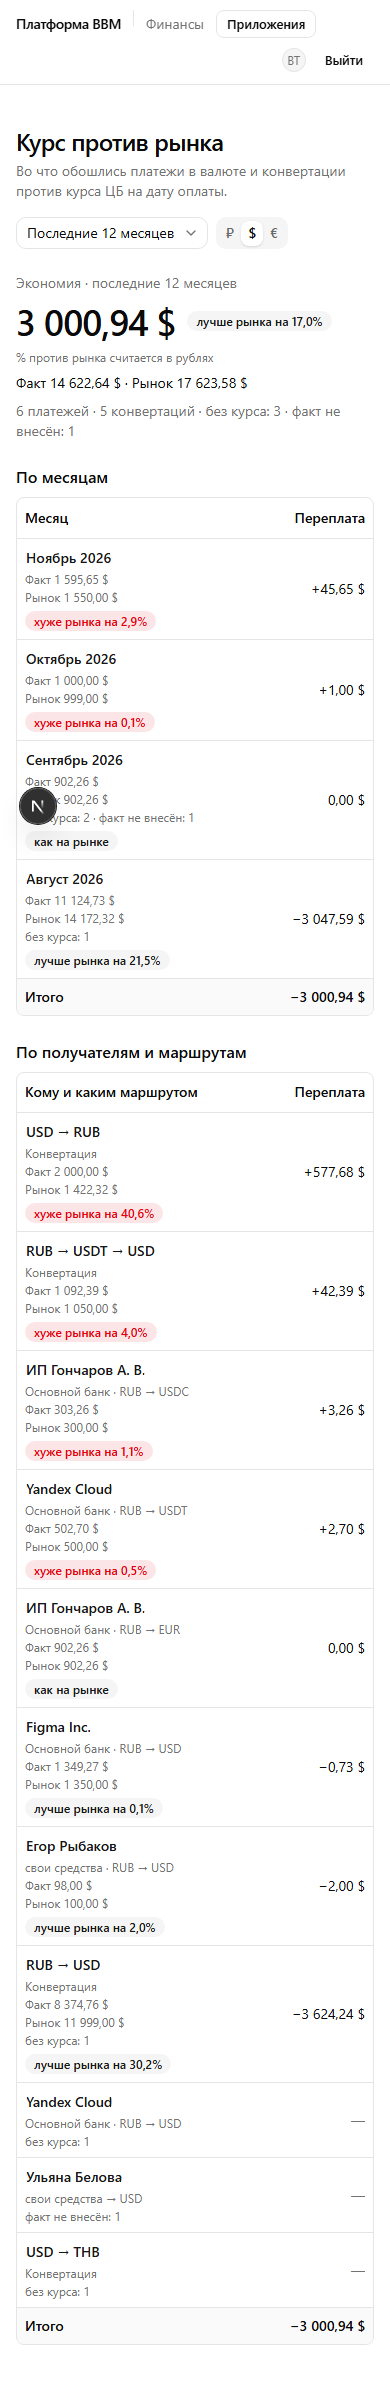 Платформа BBM
Финансы
Приложения
ВТ
Выйти
Курс против рынка
Во что обошлись платежи в валюте и конвертации
против курса ЦБ на дату оплаты.
Последние 12 месяцев
₽
$
€
Экономия · последние 12 месяцев
3 000,94 $
лучше рынка на 17,0%
% против рынка считается в рублях
Факт 14 622,64 $ · Рынок 17 623,58 $
6 платежей · 5 конвертаций · без курса: 3 · факт не
внесён: 1
По месяцам
Месяц
Переплата
Ноябрь 2026
Факт 1 595,65 $
Рынок 1 550,00 $
хуже рынка на 2,9%
+45,65 $
Октябрь 2026
Факт 1 000,00 $
Рынок 999,00 $
хуже рынка на 0,1%
+1,00 $
Сентябрь 2026
Факт 902,26 $
902,26 $
N
: 2 · факт не внесён: 1
как на рынке
0,00 $
Август 2026
Факт 11 124,73 $
Рынок 14 172,32 $
без курса: 1
лучше рынка на 21,5%
−3 047,59 $
Итого
−3 000,94 $
По получателям и маршрутам
Кому и каким маршрутом
Переплата
USD → RUB
Конвертация
Факт 2 000,00 $
Рынок 1 422,32 $
хуже рынка на 40,6%
+577,68 $
RUB → USDT → USD
Конвертация
Факт 1 092,39 $
Рынок 1 050,00 $
хуже рынка на 4,0%
+42,39 $
ИП Гончаров А. В.
Основной банк · RUB → USDC
Факт 303,26 $
Рынок 300,00 $
хуже рынка на 1,1%
+3,26 $
Yandex Cloud
Основной банк · RUB → USDT
Факт 502,70 $
Рынок 500,00 $
хуже рынка на 0,5%
+2,70 $
ИП Гончаров А. В.
Основной банк · RUB → EUR
Факт 902,26 $
Рынок 902,26 $
как на рынке
0,00 $
Figma Inc.
Основной банк · RUB → USD
Факт 1 349,27 $
Рынок 1 350,00 $
лучше рынка на 0,1%
−0,73 $
Егор Рыбаков
свои средства · RUB → USD
Факт 98,00 $
Рынок 100,00 $
лучше рынка на 2,0%
−2,00 $
RUB → USD
Конвертация
Факт 8 374,76 $
Рынок 11 999,00 $
без курса: 1
лучше рынка на 30,2%
−3 624,24 $
Yandex Cloud
Основной банк · RUB → USD
без курса: 1
—
Ульяна Белова
свои средства → USD
факт не внесён: 1
—
USD → THB
Конвертация
без курса: 1
—
Итого
−3 000,94 $